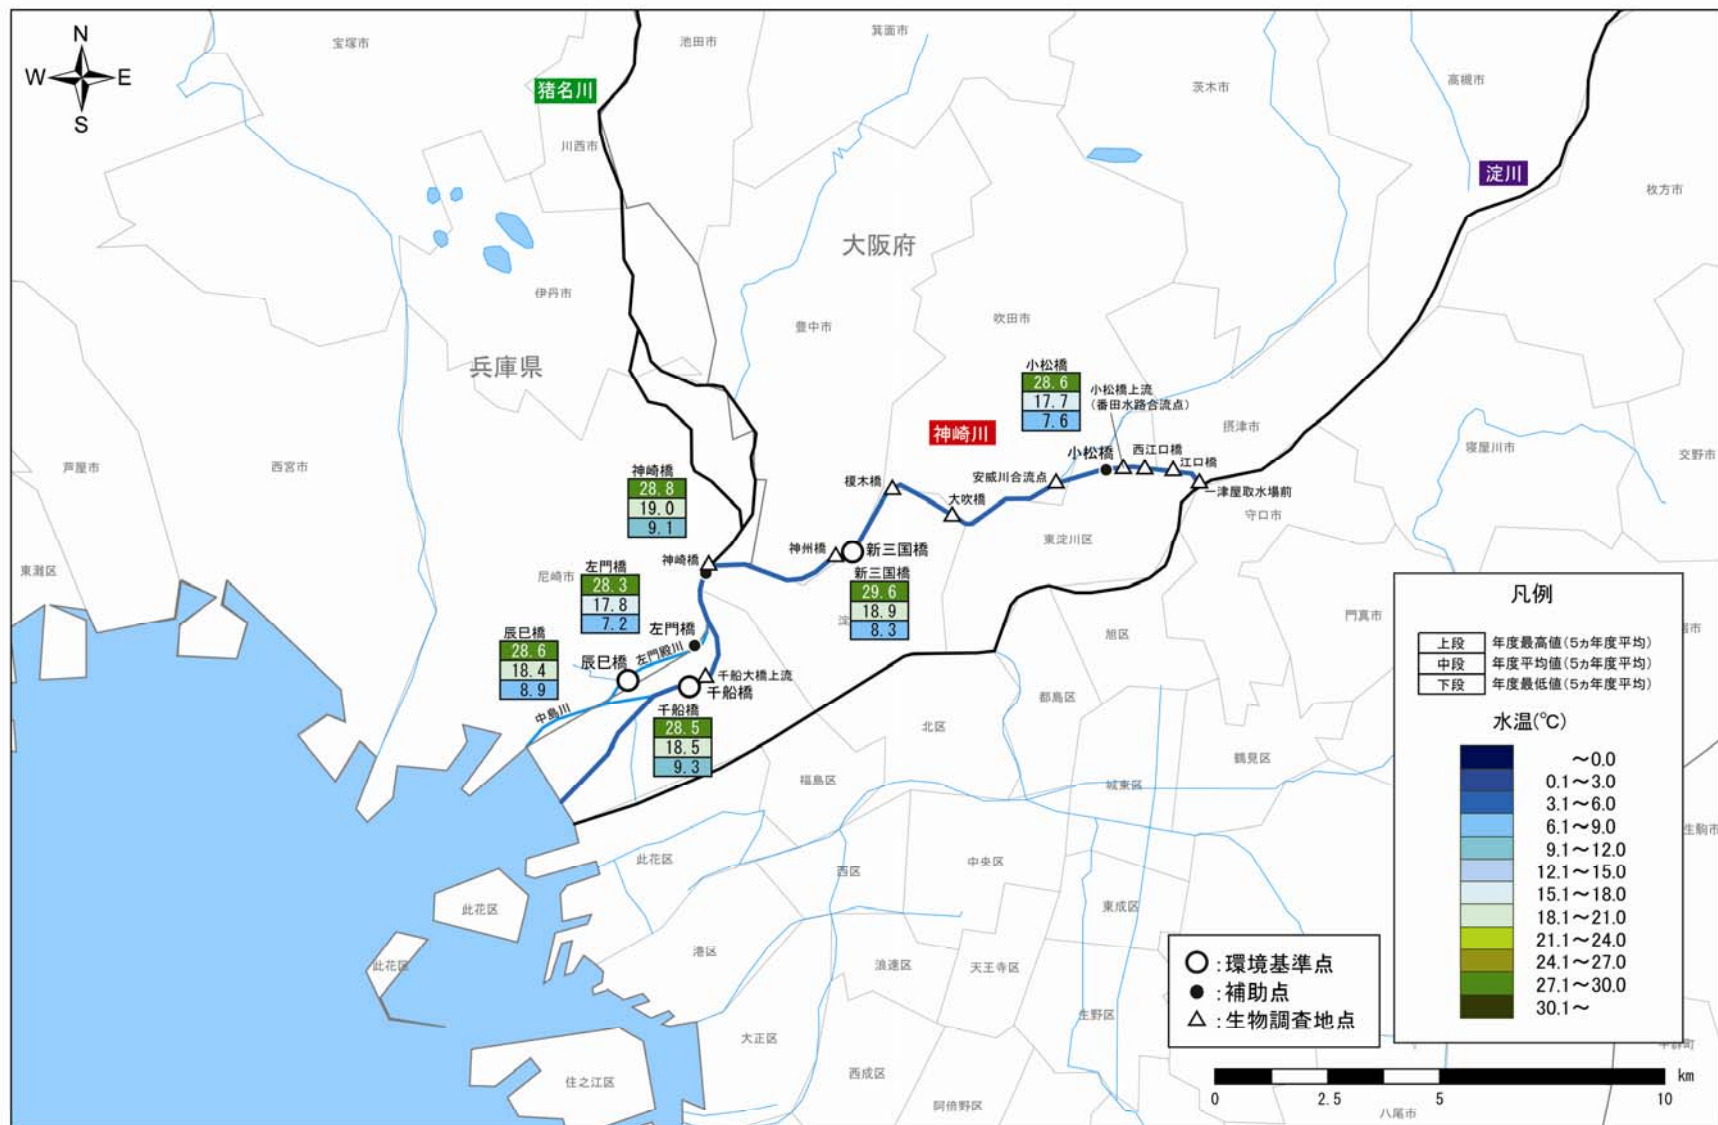 N
W
E
S
宝塚市
池田市
箕面市
茨木市
高槻市
猪名川
川西市
淀川
枚方市
大阪府
伊丹市
豊中市
吹田市
兵庫県
小松橋
28.6
17.7
7.6
小松橋上流
(番田水路合流点)
神崎川
摂津市
寝屋川市
交野市
芦屋市
西宮市
神崎橋
28.8
19.0
9.1
榎木橋
大吹橋
安威川合流点
小松橋
西江口橋
江口橋
一津屋取水場前
守口市
東淀川区
東灘区
尼崎市
神崎橋
神州橋
新三国橋
新三国橋
29.6
18.9
8.3
淀
左門橋
28.3
17.8
7.2
左門橋
辰巳橋
28.6
18.4
8.9
辰巳橋
左門殿川
中島川
千船大橋上流
千船橋
千船橋
28.5
18.5
9.3
旭区
門真市
都島区
北区
鶴見区
福島区
城東区
生駒市
此花区
西区
中央区
東成区
此花区
此花区
港区
浪速区
天王寺区
生野区
大正区
住之江区
西成区
阿倍野区
八尾市
平群町
凡例
上段 年度最高値(5ヵ年度平均)
中段 年度平均値(5ヵ年度平均)
下段 年度最低値(5ヵ年度平均)
水温(℃)
~0.0
0.1~3.0
3.1~6.0
6.1~9.0
9.1~12.0
12.1~15.0
15.1~18.0
18.1~21.0
21.1~24.0
24.1~27.0
27.1~30.0
30.1~
○:環境基準点
●:補助点
△:生物調査地点
0
2.5
5
10
km